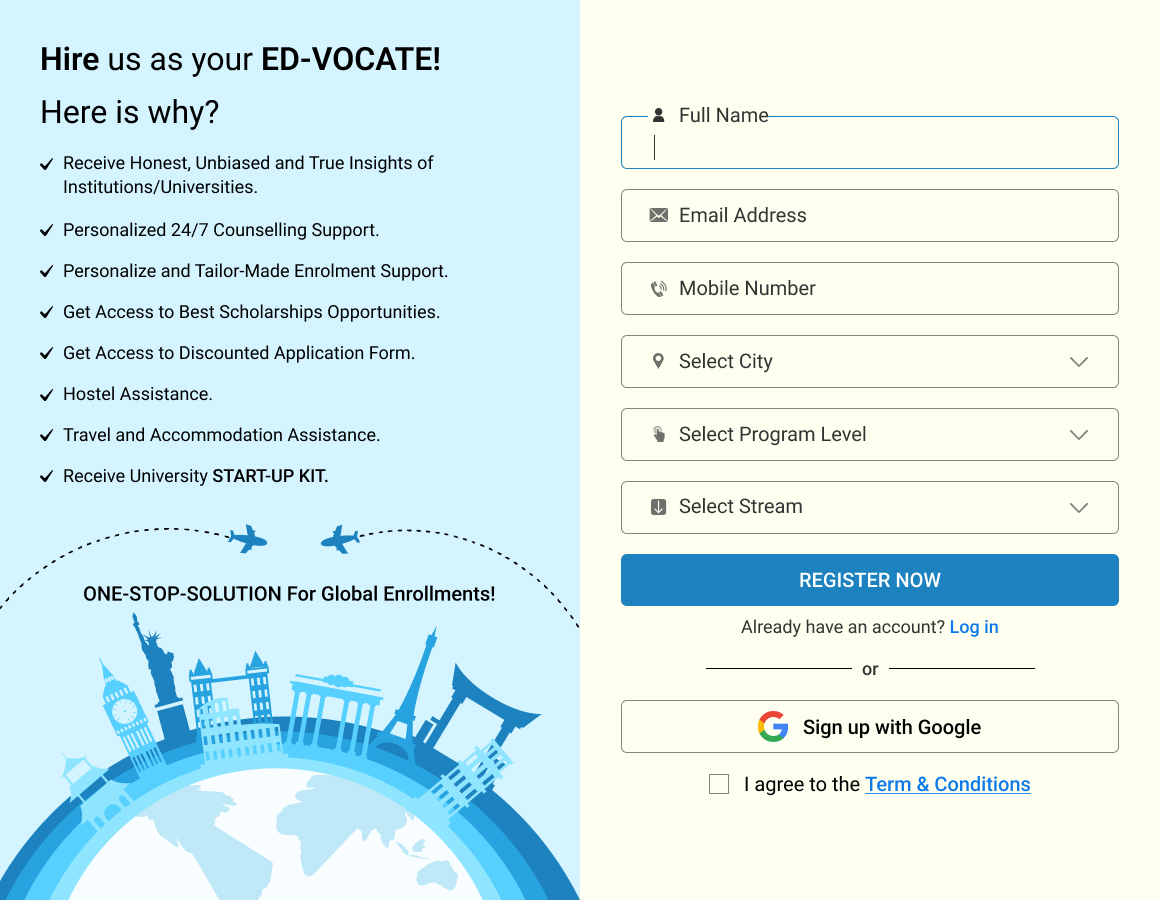 Hire us as your ED-VOCATE!
Here is why?
Receive Honest, Unbiased and True Insights of
Institutions/Universities.
Personalized 24/7 Counselling Support.
Personalize and Tailor-Made Enrolment Support.
Get Access to Best Scholarships Opportunities.
Get Access to Discounted Application Form.
Hostel Assistance.
Travel and Accommodation Assistance.
Receive University START-UP KIT.
ONE-STOP-SOLUTION For Global Enrollments!
Full Name
Email Address
Mobile Number
Select City
Select Program Level
Select Stream
REGISTER NOW
Already have an account? Log in
or
Sign up with Google
I agree to the Term & Conditions